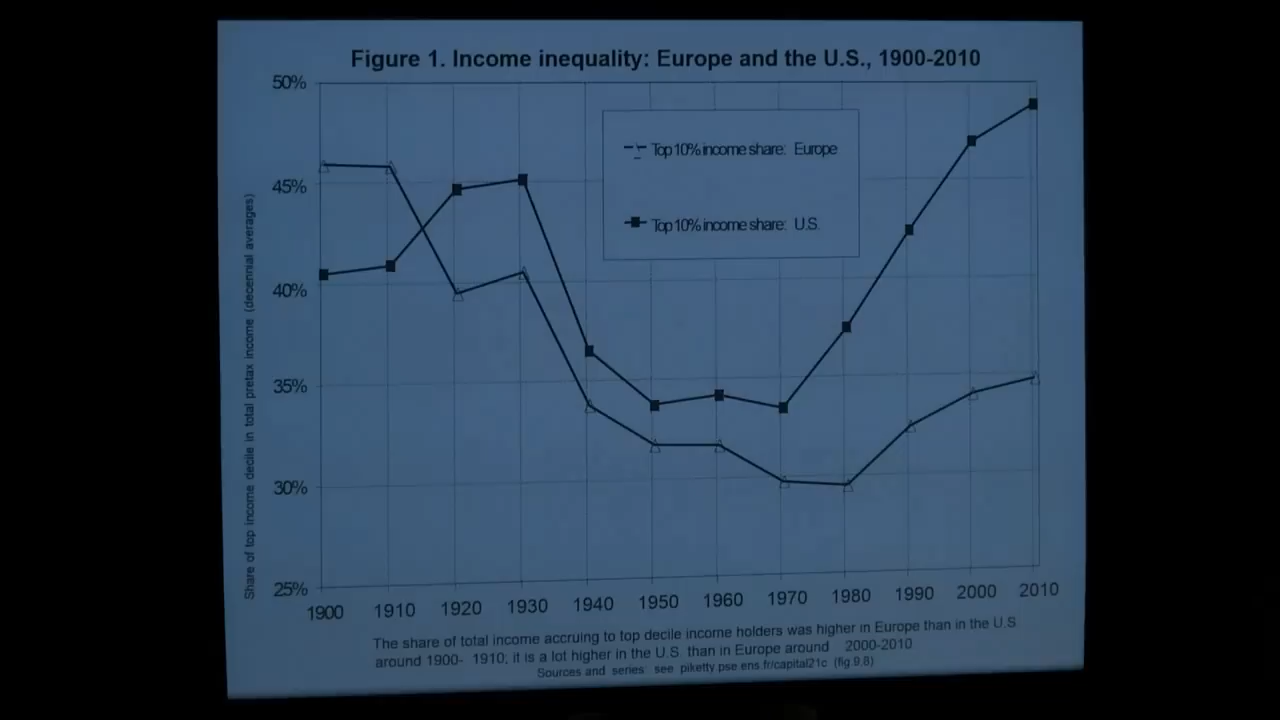 Figure 1. Income inequality: Europe and the U.S., 1900-2010
50%
45%
40%
35%
30%
25%
Share of top income decile in total pretax income (decennial averages)
Top 10% income share: Europe
Top 10% income share: U.S.
1900 1910 1920 1930 1940 1950 1960 1970 1980 1990 2000 2010
The share of total income accruing to top decile income holders was higher in Europe than in the U.S
around 1900- 1910; it is a lot higher in the U.S. than in Europe around 2000-2010
Sources and series: see piketty.pse.ens.fr/capital21c (fig.9.8)